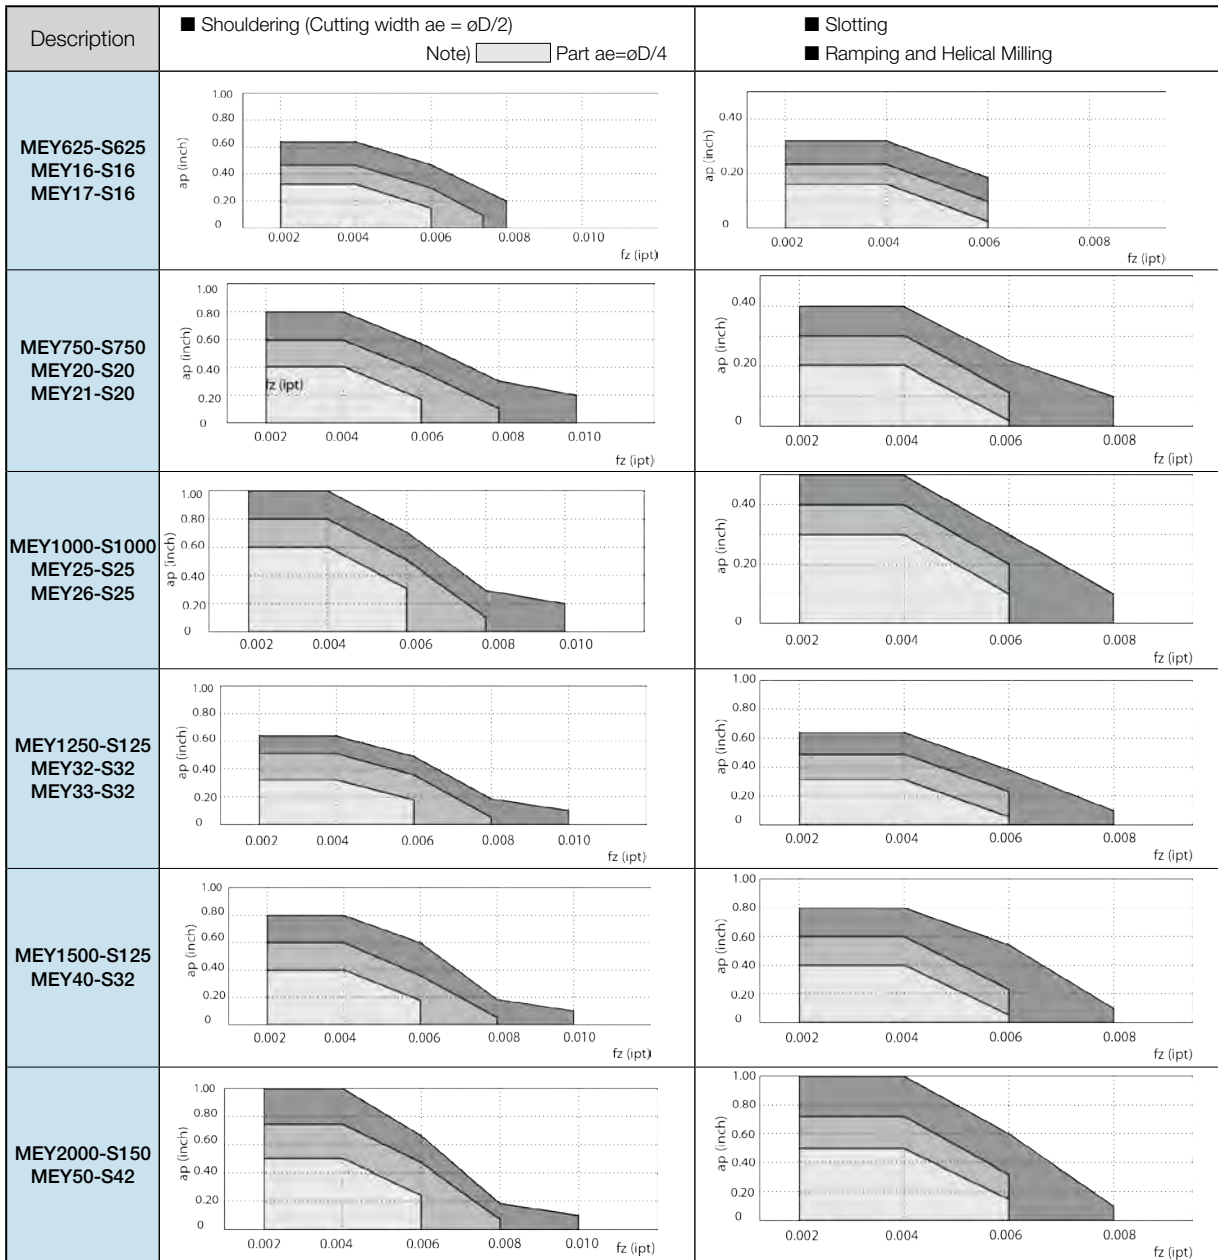 Description
■ Shouldering (Cutting width ae = øD/2)
Note) Part ae=øD/4
■ Slotting
■ Ramping and Helical Milling
MEY625-S625
MEY16-S16
MEY17-S16
ap (inch)
1.00
0.80
0.60
0.40
0.20
0
0.002 0.004 0.006 0.008 0.010
fz (ipt)
ap (inch)
0.40
0.20
0
0.002 0.004 0.006 0.008
fz (ipt)
MEY750-S750
MEY20-S20
MEY21-S20
ap (inch)
1.00
0.80
0.60
0.40
0.20
0
fz (ipt)
0.002 0.004 0.006 0.008 0.010
fz (ipt)
ap (inch)
0.40
0.20
0
0.002 0.004 0.006 0.008
fz (ipt)
MEY1000-S1000
MEY25-S25
MEY26-S25
ap (inch)
1.00
0.80
0.60
0.40
0.20
0
0.002 0.004 0.006 0.008 0.010
fz (ipt)
ap (inch)
0.40
0.20
0
0.002 0.004 0.006 0.008
fz (ipt)
MEY1250-S125
MEY32-S32
MEY33-S32
ap (inch)
1.00
0.80
0.60
0.40
0.20
0
0.002 0.004 0.006 0.008 0.010
fz (ipt)
ap (inch)
1.00
0.80
0.60
0.40
0.20
0
0.002 0.004 0.006 0.008
fz (ipt)
MEY1500-S125
MEY40-S32
ap (inch)
1.00
0.80
0.60
0.40
0.20
0
0.002 0.004 0.006 0.008 0.010
fz (ipt)
ap (inch)
1.00
0.80
0.60
0.40
0.20
0
0.002 0.004 0.006 0.008
fz (ipt)
MEY2000-S150
MEY50-S42
ap (inch)
1.00
0.80
0.60
0.40
0.20
0
0.002 0.004 0.006 0.008 0.010
fz (ipt)
ap (inch)
1.00
0.80
0.60
0.40
0.20
0
0.002 0.004 0.006 0.008
fz (ipt)